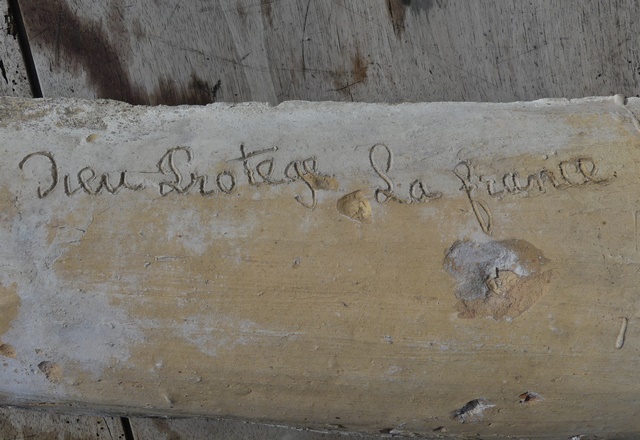 Dieu Protège La france